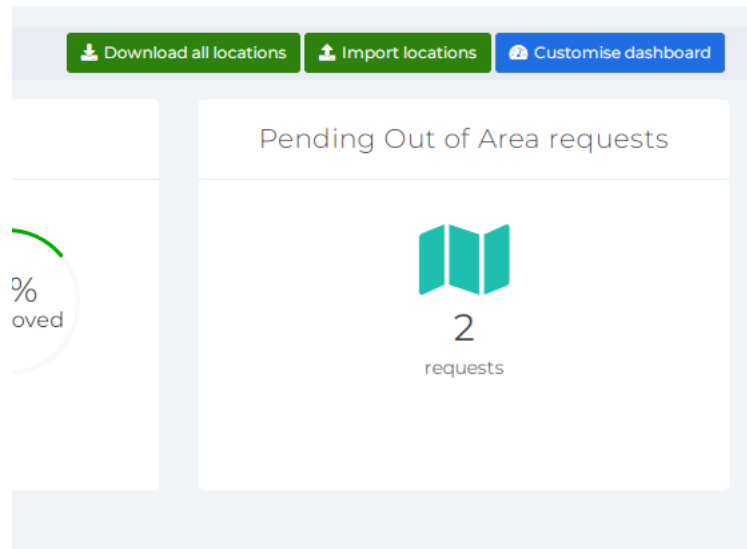 Download all locations
Import locations
Customise dashboard
Pending Out of Area requests
%
oved
2
requests